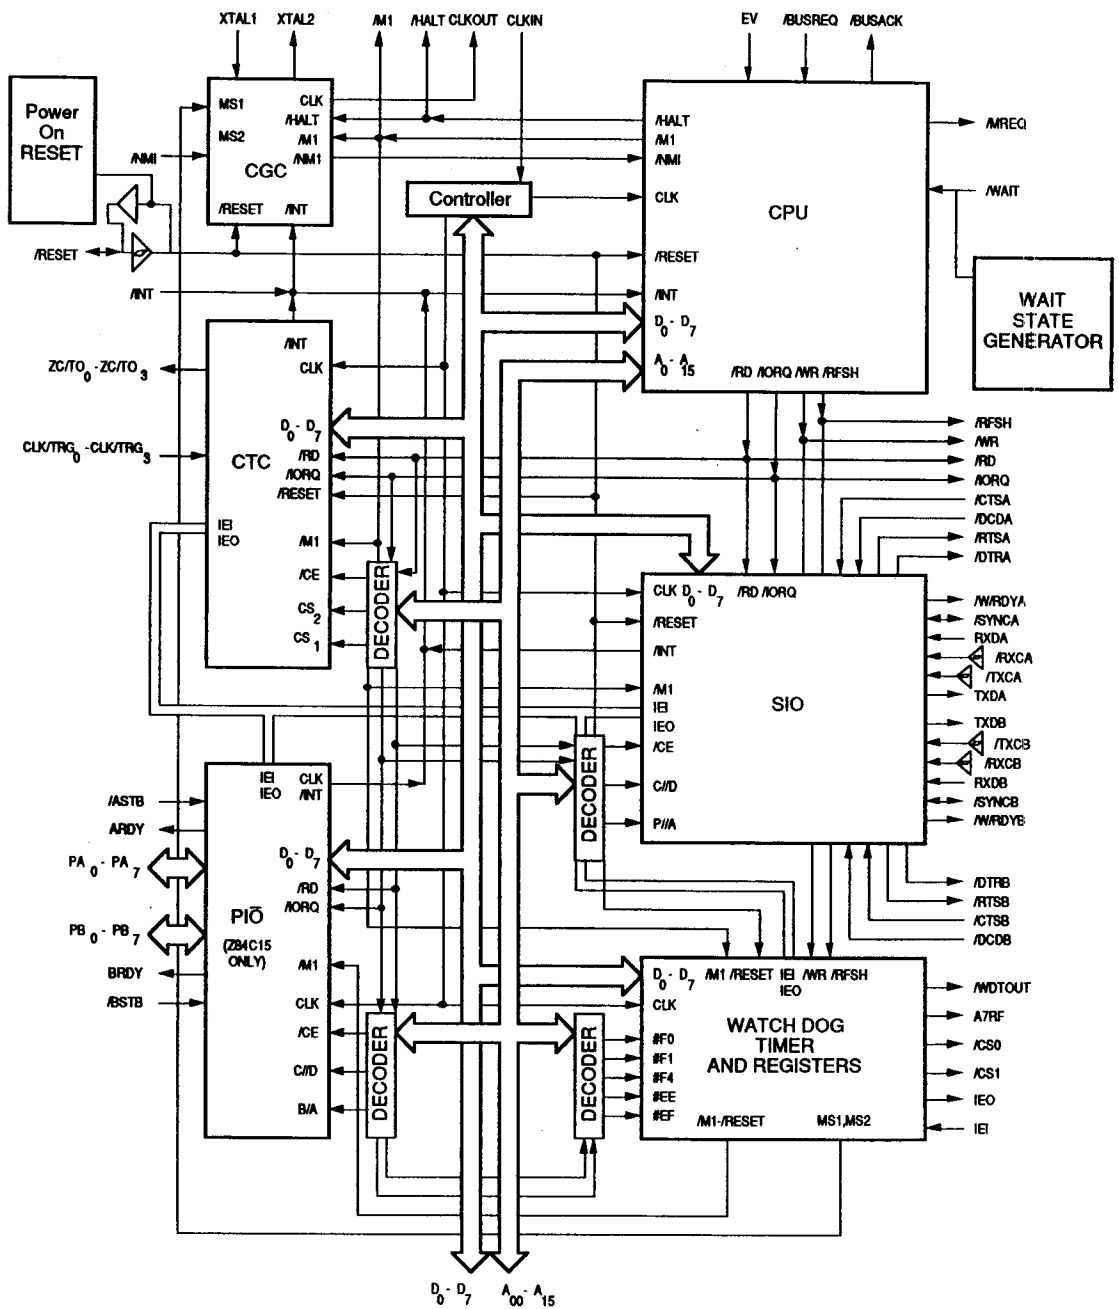 XTAL1 XTAL2 /M1 /HALT CLKOUT CLKIN EV /BUSREQ /BUSACK
Power
On
RESET
MS1
MS2
CLK
/HALT
/M1
/NM1
CGC
/RESET
/INT
/NMI
/RESET
/INT
Controller
/HALT
/M1
/NMI
CLK
CPU
/RESET
/INT
D0 - D7
A0 - A15
/RD /IORQ /WR /RFSH
/MREQ
/WAIT
WAIT
STATE
GENERATOR
ZC/TO0 - ZC/TO3
CLK/TRG0 - CLK/TRG3
/INT
CLK
D0 - D7
CTC
/RD
/IORQ
/RESET
IEI
IEO
/M1
/CE
CS2
CS1
DECODER
/RFSH
/WR
/RD
/IORQ
/CTSA
/DCDA
/RTSA
/DTRA
CLK D0 - D7 /RD /IORQ
/RESET
/INT
/M1
IEI
IEO
/CE
C//D
P//A
SIO
DECODER
/W/RDYA
/SYNCA
RXDA
/RXCA
/TXCA
TXDA
TXDB
/TXCB
/RXCB
RXDB
/SYNCB
/W/RDYB
/DTRB
/RTSB
/CTSB
/DCDB
/ASTB
ARDY
PA0 - PA7
PB0 - PB7
BRDY
/BSTB
IEI CLK
IEO /INT
D0 - D7
/RD
/IORQ
PIO
(Z84C15
ONLY)
/M1
CLK
/CE
C//D
B/A
DECODER
DECODER
D0 - D7 /M1 /RESET IEI /WR /RFSH
IEO
CLK
WATCH DOG
TIMER
AND REGISTERS
#F0
#F1
#F4
#EE
#EF
/M1-/RESET MS1,MS2
/WDTOUT
A7RF
/CS0
/CS1
IEO
IEI
D0 - D7 A00 - A15